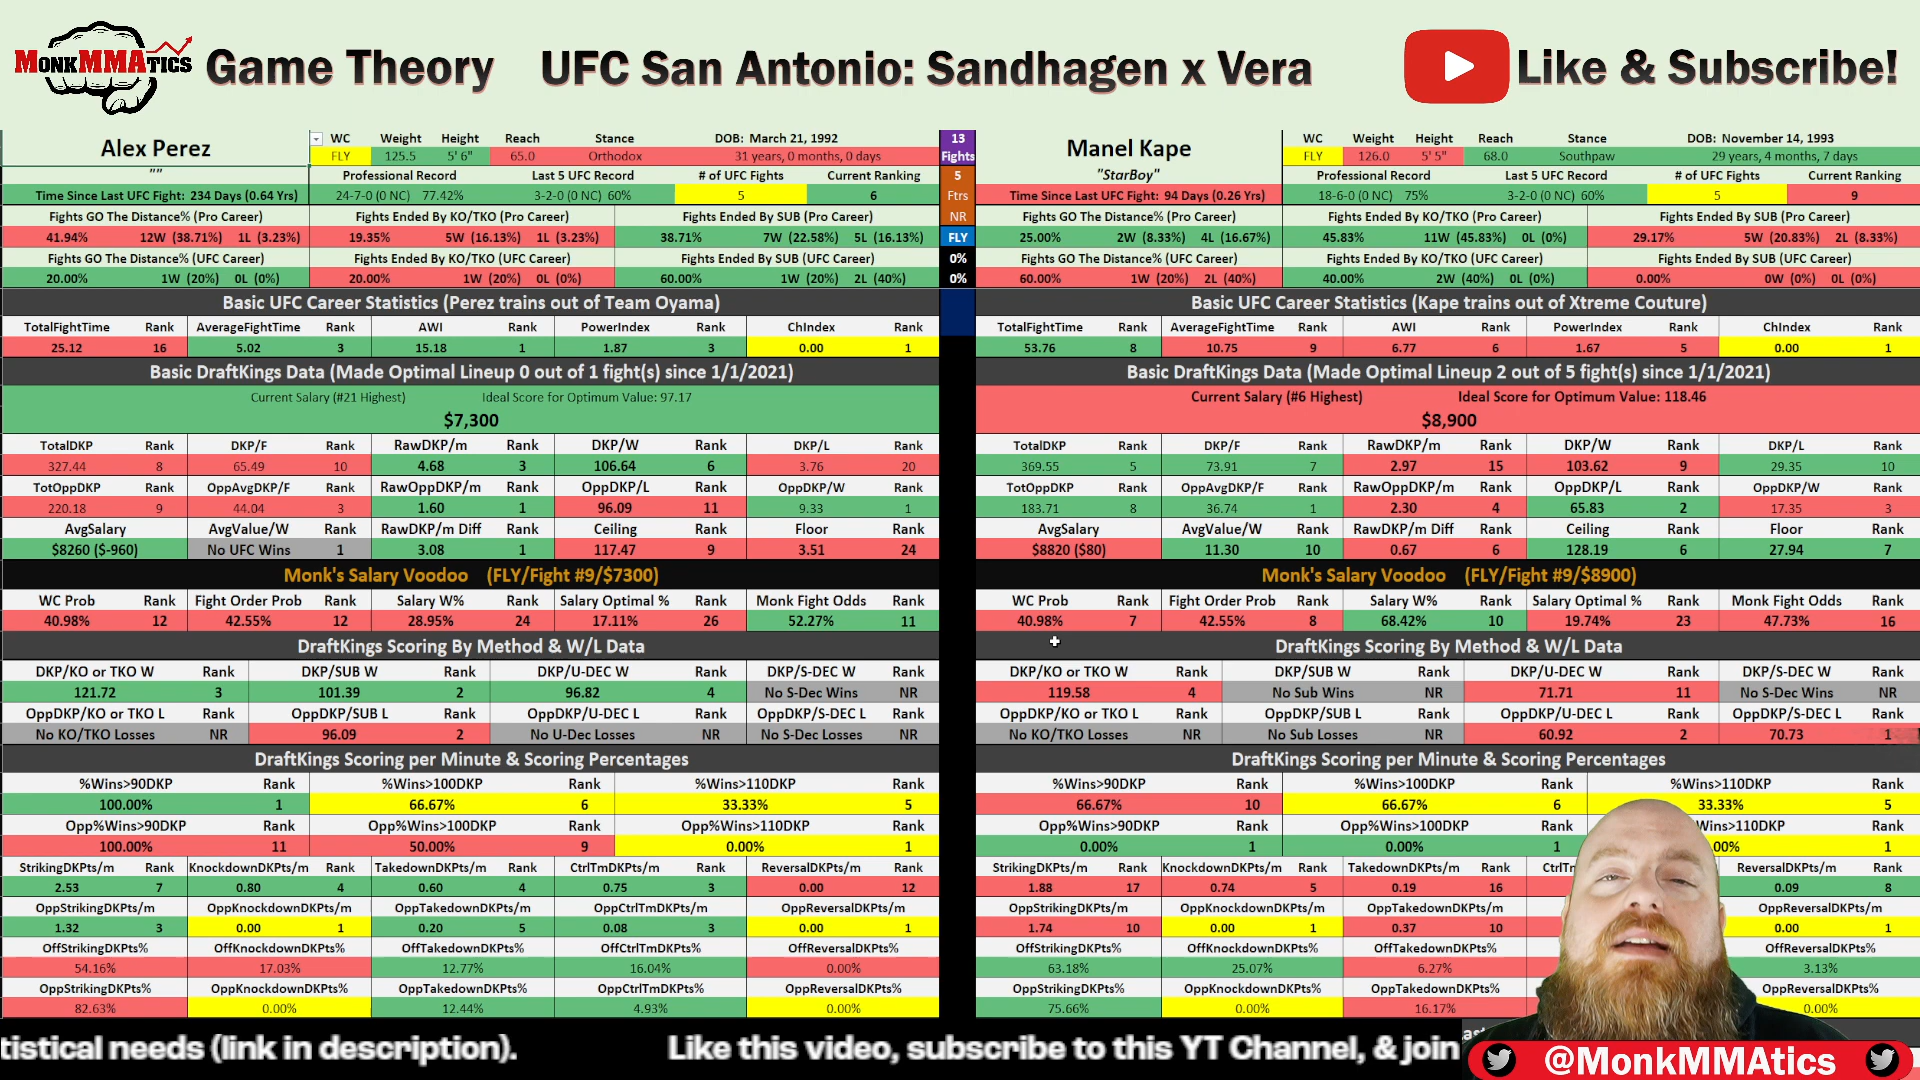 MONKMMATICS Game Theory UFC San Antonio: Sandhagen x Vera Like & Subscribe!
Alex Perez
""
WC Weight Height Reach Stance DOB: March 21, 1992
FLY 125.5 5' 6" 65.0 Orthodox 31 years, 0 months, 0 days
Professional Record Last 5 UFC Record # of UFC Fights Current Ranking
Time Since Last UFC Fight: 234 Days (0.64 Yrs) 24-7-0 (0 NC) 77.42% 3-2-0 (0 NC) 60% 5 6
Fights GO The Distance% (Pro Career) Fights Ended By KO/TKO (Pro Career) Fights Ended By SUB (Pro Career)
41.94% 12W (38.71%) 1L (3.23%) 19.35% 5W (16.13%) 1L (3.23%) 38.71% 7W (22.58%) 5L (16.13%)
Fights GO The Distance% (UFC Career) Fights Ended By KO/TKO (UFC Career) Fights Ended By SUB (UFC Career)
20.00% 1W (20%) 0L (0%) 20.00% 1W (20%) 0L (0%) 60.00% 1W (20%) 2L (40%)
Basic UFC Career Statistics (Perez trains out of Team Oyama)
TotalFightTime Rank AverageFightTime Rank AWI Rank PowerIndex Rank ChIndex Rank
25.12 16 5.02 3 15.18 1 1.87 3 0.00 1
Basic DraftKings Data (Made Optimal Lineup 0 out of 1 fight(s) since 1/1/2021)
Current Salary (#21 Highest) Ideal Score for Optimum Value: 97.17
$7,300
TotalDKP Rank DKP/F Rank RawDKP/m Rank DKP/W Rank DKP/L Rank
327.44 8 65.49 10 4.68 3 106.64 6 3.76 20
TotOppDKP Rank OppAvgDKP/F Rank RawOppDKP/m Rank OppDKP/L Rank OppDKP/W Rank
220.18 9 44.04 3 1.60 1 96.09 11 9.33 1
AvgSalary AvgValue/W Rank RawDKP/m Diff Rank Ceiling Rank Floor Rank
$8260 ($-960) No UFC Wins 1 3.08 1 117.47 9 3.51 24
Monk's Salary Voodoo (FLY/Fight #9/$7300)
WC Prob Rank Fight Order Prob Rank Salary W% Rank Salary Optimal % Rank Monk Fight Odds Rank
40.98% 12 42.55% 12 28.95% 24 17.11% 26 52.27% 11
DraftKings Scoring By Method & W/L Data
DKP/KO or TKO W Rank DKP/SUB W Rank DKP/U-DEC W Rank DKP/S-DEC W Rank
121.72 3 101.39 2 96.82 4 No S-Dec Wins NR
OppDKP/KO or TKO L Rank OppDKP/SUB L Rank OppDKP/U-DEC L Rank OppDKP/S-DEC L Rank
No KO/TKO Losses NR 96.09 2 No U-Dec Losses NR No S-Dec Losses NR
DraftKings Scoring per Minute & Scoring Percentages
%Wins>90DKP Rank %Wins>100DKP Rank %Wins>110DKP Rank
100.00% 1 66.67% 6 33.33% 5
Opp%Wins>90DKP Rank Opp%Wins>100DKP Rank Opp%Wins>110DKP Rank
100.00% 11 50.00% 9 0.00% 1
StrikingDKPts/m Rank KnockdownDKPts/m Rank TakedownDKPts/m Rank CtrlTmDKPts/m Rank ReversalDKPts/m Rank
2.53 7 0.80 4 0.60 4 0.75 3 0.00 12
OppStrikingDKPts/m OppKnockdownDKPts/m OppTakedownDKPts/m OppCtrlTmDKPts/m OppReversalDKPts/m
1.32 3 0.00 1 0.20 5 0.08 3 0.00 1
OffStrikingDKPts% OffKnockdownDKPts% OffTakedownDKPts% OffCtrlTmDKPts% OffReversalDKPts%
54.16% 17.03% 12.77% 16.04% 0.00%
OppStrikingDKPts% OppKnockdownDKPts% OppTakedownDKPts% OppCtrlTmDKPts% OppReversalDKPts%
82.63% 0.00% 12.44% 4.93% 0.00%
13
Fights
5
Ftrs
NR
FLY
0%
0%
Manel Kape
"StarBoy"
WC Weight Height Reach Stance DOB: November 14, 1993
FLY 126.0 5' 5" 68.0 Southpaw 29 years, 4 months, 7 days
Professional Record Last 5 UFC Record # of UFC Fights Current Ranking
Time Since Last UFC Fight: 94 Days (0.26 Yrs) 18-6-0 (0 NC) 75% 3-2-0 (0 NC) 60% 5 9
Fights GO The Distance% (Pro Career) Fights Ended By KO/TKO (Pro Career) Fights Ended By SUB (Pro Career)
25.00% 2W (8.33%) 4L (16.67%) 45.83% 11W (45.83%) 0L (0%) 29.17% 5W (20.83%) 2L (8.33%)
Fights GO The Distance% (UFC Career) Fights Ended By KO/TKO (UFC Career) Fights Ended By SUB (UFC Career)
60.00% 1W (20%) 2L (40%) 40.00% 2W (40%) 0L (0%) 0.00% 0W (0%) 0L (0%)
Basic UFC Career Statistics (Kape trains out of Xtreme Couture)
TotalFightTime Rank AverageFightTime Rank AWI Rank PowerIndex Rank ChIndex Rank
53.76 8 10.75 9 6.77 6 1.67 5 0.00 1
Basic DraftKings Data (Made Optimal Lineup 2 out of 5 fight(s) since 1/1/2021)
Current Salary (#6 Highest) Ideal Score for Optimum Value: 118.46
$8,900
TotalDKP Rank DKP/F Rank RawDKP/m Rank DKP/W Rank DKP/L Rank
369.55 5 73.91 7 2.97 15 103.62 9 29.35 10
TotOppDKP Rank OppAvgDKP/F Rank RawOppDKP/m Rank OppDKP/L Rank OppDKP/W Rank
183.71 8 36.74 1 2.30 4 65.83 2 17.35 3
AvgSalary AvgValue/W Rank RawDKP/m Diff Rank Ceiling Rank Floor Rank
$8820 ($80) 11.30 10 0.67 6 128.19 6 27.94 7
Monk's Salary Voodoo (FLY/Fight #9/$8900)
WC Prob Rank Fight Order Prob Rank Salary W% Rank Salary Optimal % Rank Monk Fight Odds Rank
40.98% 7 42.55% 8 68.42% 10 19.74% 23 47.73% 16
DraftKings Scoring By Method & W/L Data
DKP/KO or TKO W Rank DKP/SUB W Rank DKP/U-DEC W Rank DKP/S-DEC W Rank
119.58 4 No Sub Wins NR 71.71 11 No S-Dec Wins NR
OppDKP/KO or TKO L Rank OppDKP/SUB L Rank OppDKP/U-DEC L Rank OppDKP/S-DEC L Rank
No KO/TKO Losses NR No Sub Losses NR 60.92 2 70.73 1
DraftKings Scoring per Minute & Scoring Percentages
%Wins>90DKP Rank %Wins>100DKP Rank %Wins>110DKP Rank
66.67% 10 66.67% 6 33.33% 5
Opp%Wins>90DKP Rank Opp%Wins>100DKP Rank Wins>110DKP Rank
0.00% 1 0.00% 1 00% 1
StrikingDKPts/m Rank KnockdownDKPts/m Rank TakedownDKPts/m Rank CtrlT ReversalDKPts/m Rank
1.88 17 0.74 5 0.19 16 0.09 8
OppStrikingDKPts/m OppKnockdownDKPts/m OppTakedownDKPts/m OppReversalDKPts/m
1.74 10 0.00 1 0.37 10 0.00 1
OffStrikingDKPts% OffKnockdownDKPts% OffTakedownDKPts% OffReversalDKPts%
63.18% 25.07% 6.27% 3.13%
OppStrikingDKPts% OppKnockdownDKPts% OppTakedownDKPts% OppReversalDKPts%
75.66% 0.00% 16.17% 0.00%
tistical needs (link in description). Like this video, subscribe to this YT Channel, & join
@MonkMMAtics